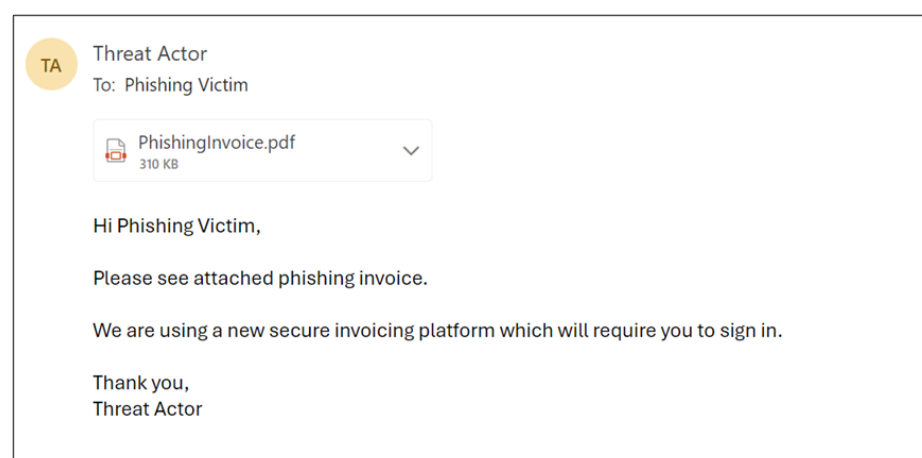 TA
Threat Actor
To: Phishing Victim
PhishingInvoice.pdf
310 KB
Hi Phishing Victim,
Please see attached phishing invoice.
We are using a new secure invoicing platform which will require you to sign in.
Thank you,
Threat Actor